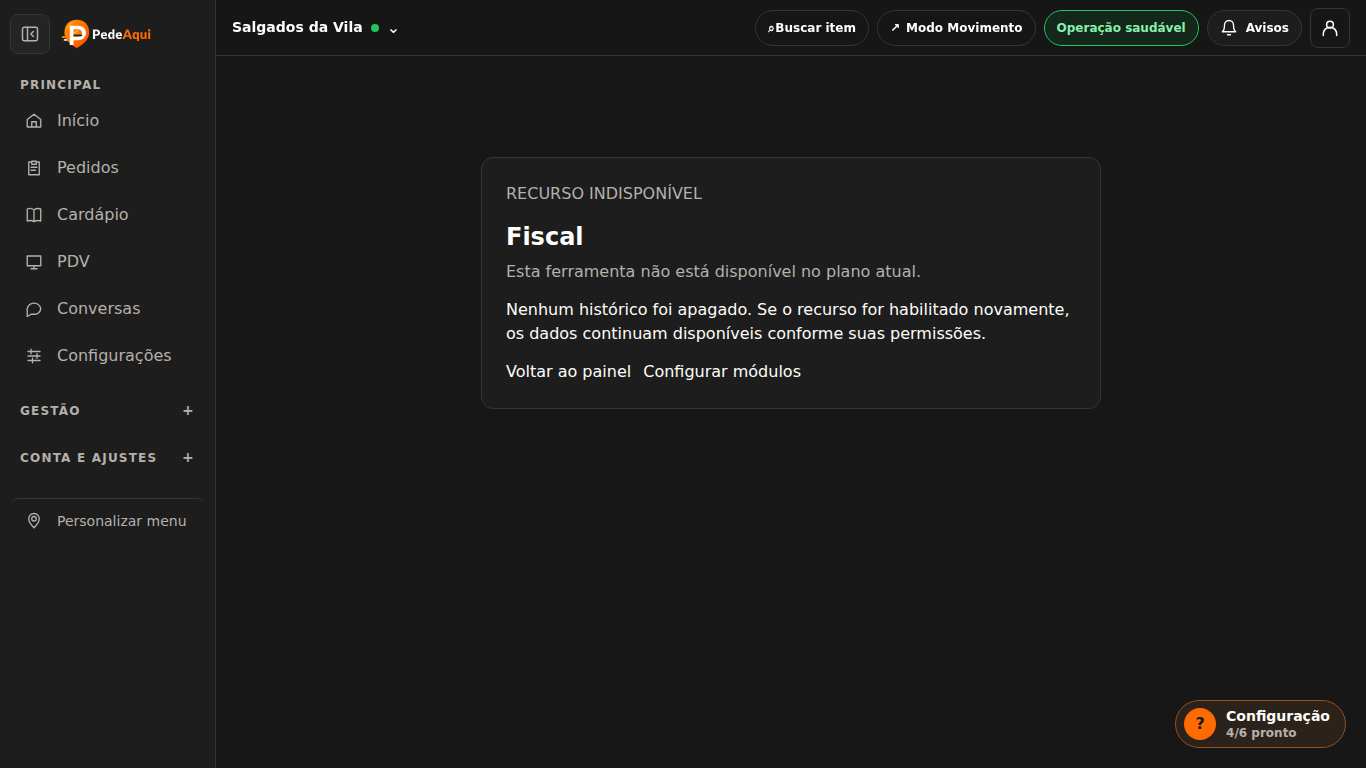 PedeAqui
PRINCIPAL
Início
Pedidos
Cardápio
PDV
Conversas
Configurações
GESTÃO +
CONTA E AJUSTES +
Personalizar menu
Salgados da Vila
Buscar item
↗ Modo Movimento
Operação saudável
Avisos
RECURSO INDISPONÍVEL
Fiscal
Esta ferramenta não está disponível no plano atual.
Nenhum histórico foi apagado. Se o recurso for habilitado novamente,
os dados continuam disponíveis conforme suas permissões.
Voltar ao painel Configurar módulos
?
Configuração
4/6 pronto